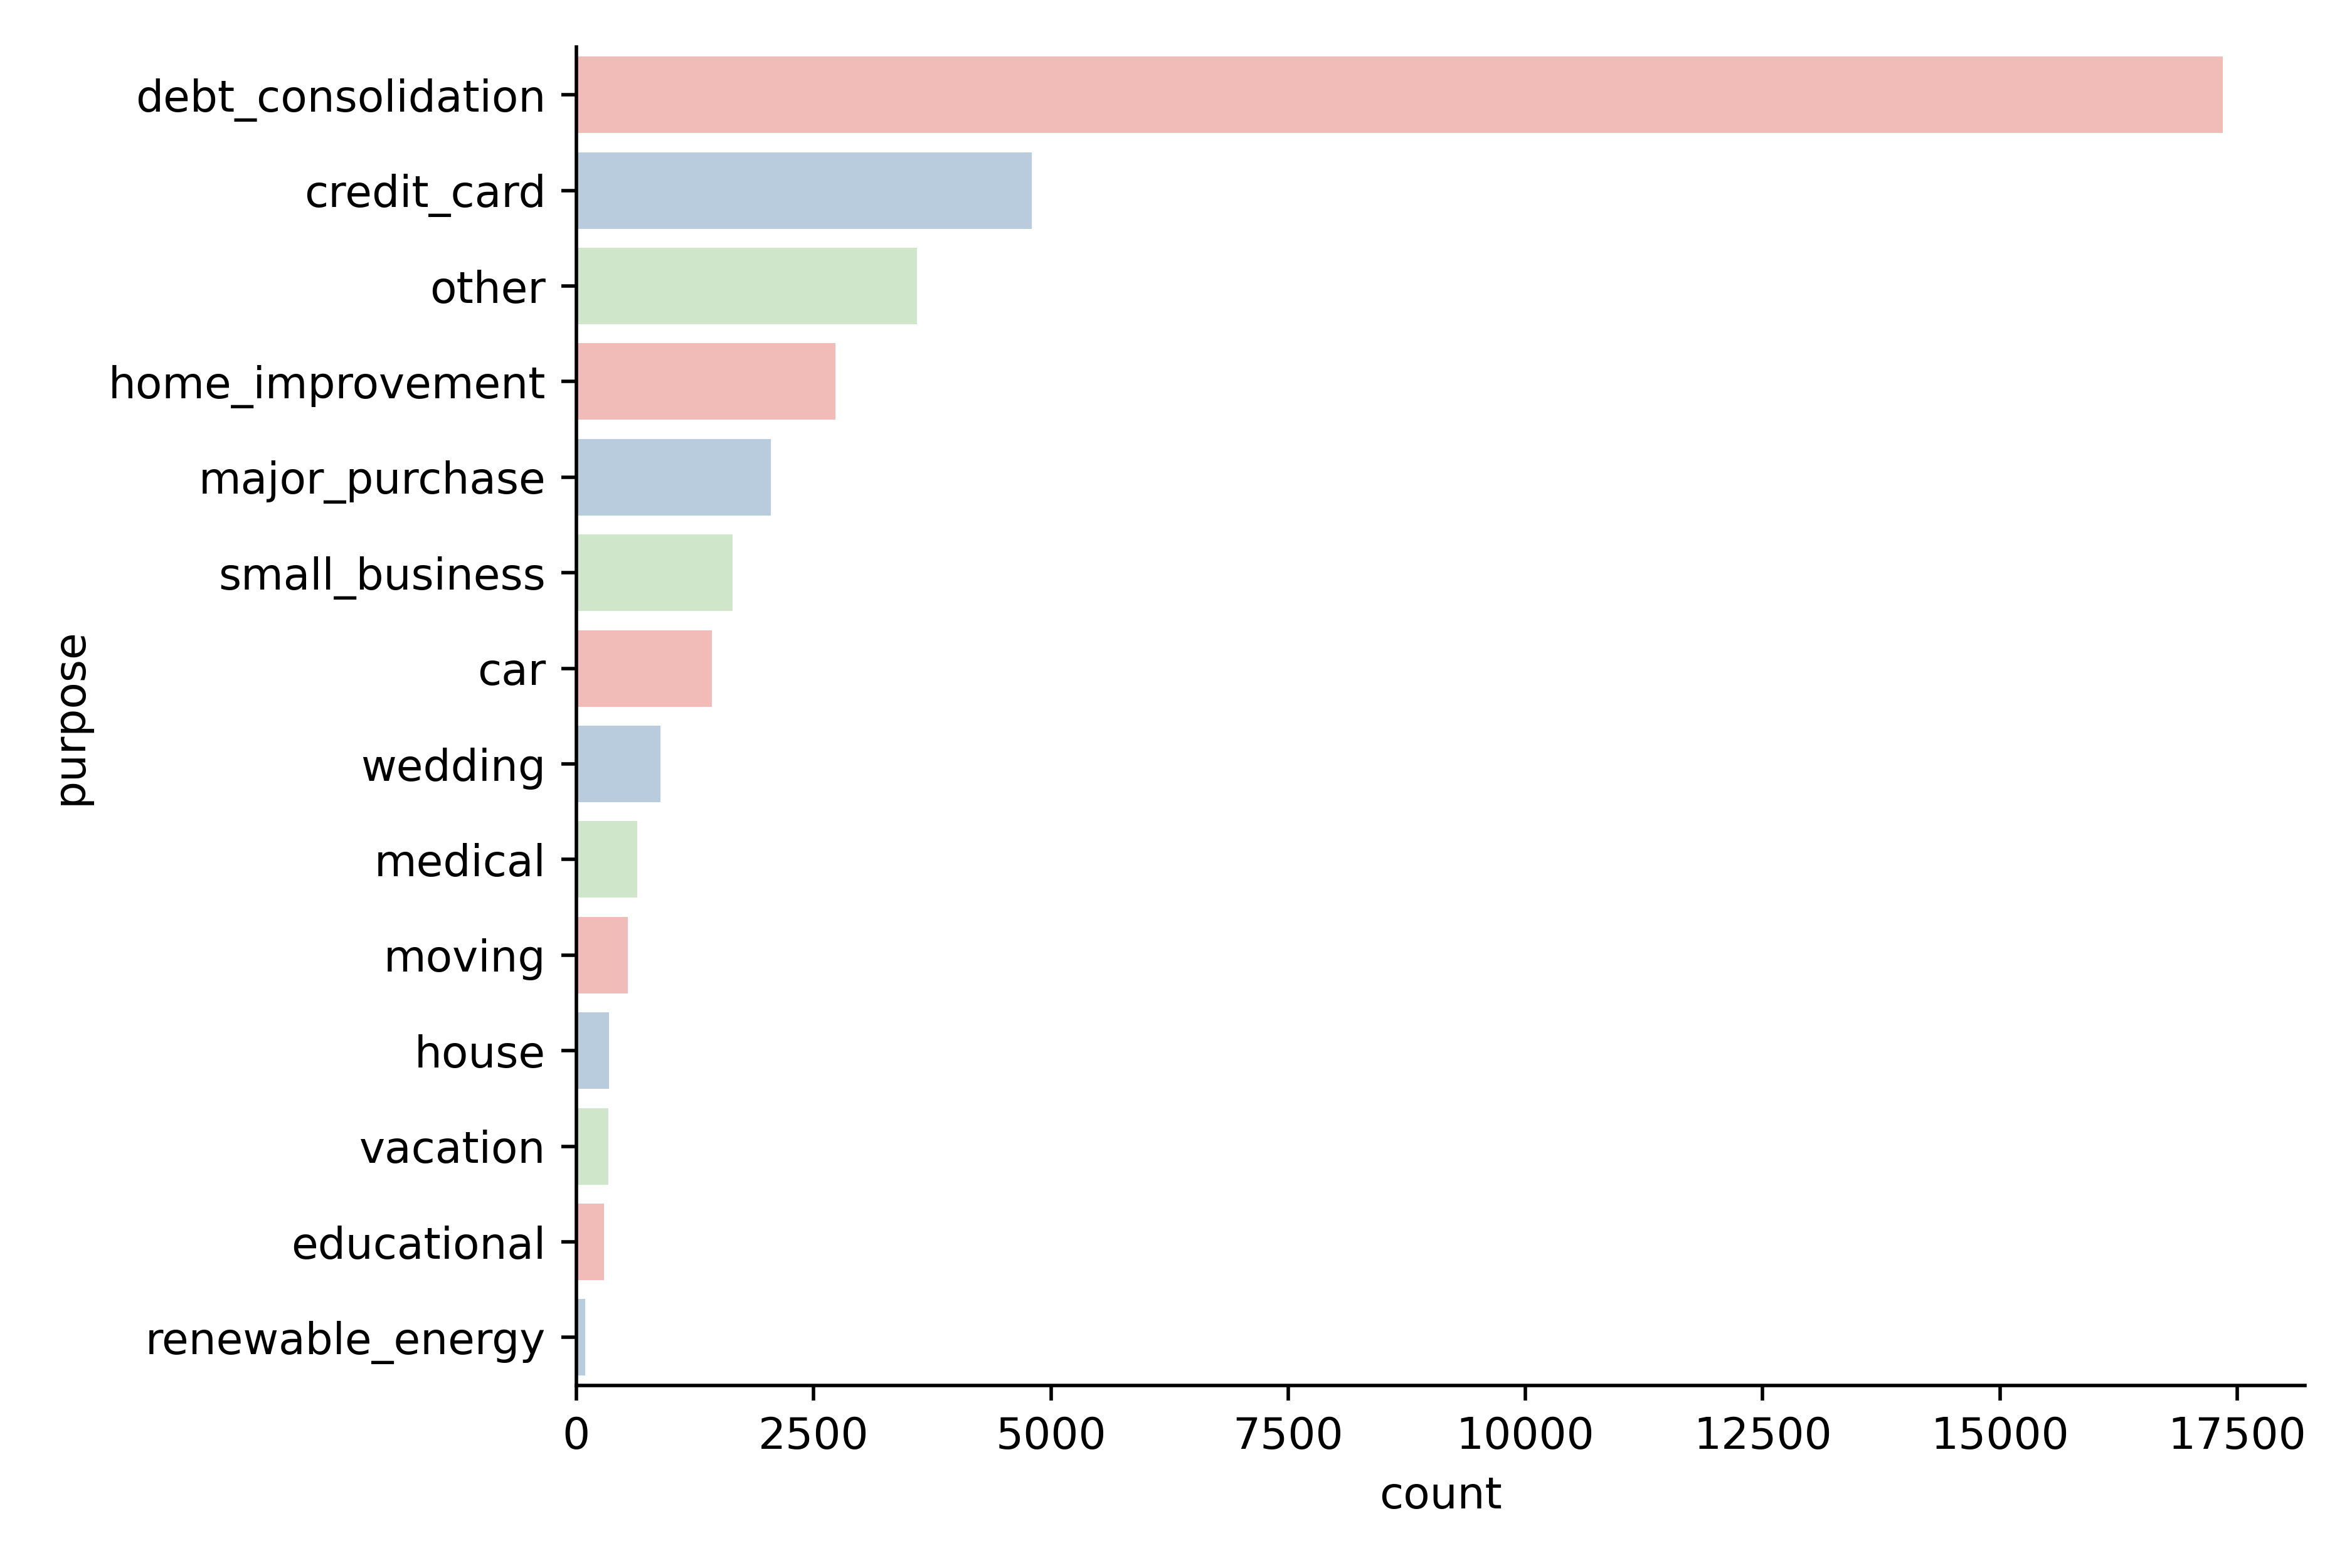 debt_consolidation
credit_card
other
home_improvement
major_purchase
small_business
car
wedding
medical
moving
house
vacation
educational
renewable_energy
purpose
0 2500 5000 7500 10000 12500 15000 17500
count